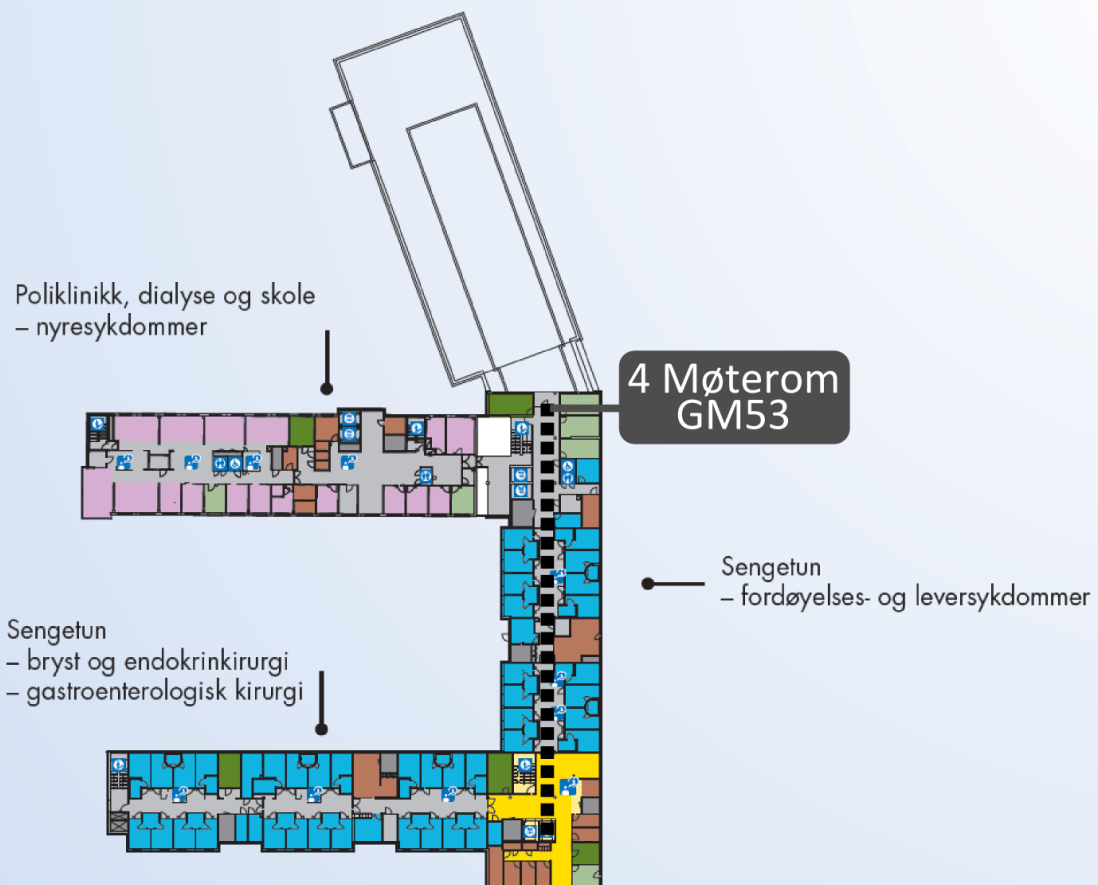 Poliklinikk, dialyse og skole
– nyresykdommer
4 Møterom
GM53
Sengetun
– fordøyelses- og leversykdommer
Sengetun
– bryst og endokrinkirurgi
– gastroenterologisk kirurgi